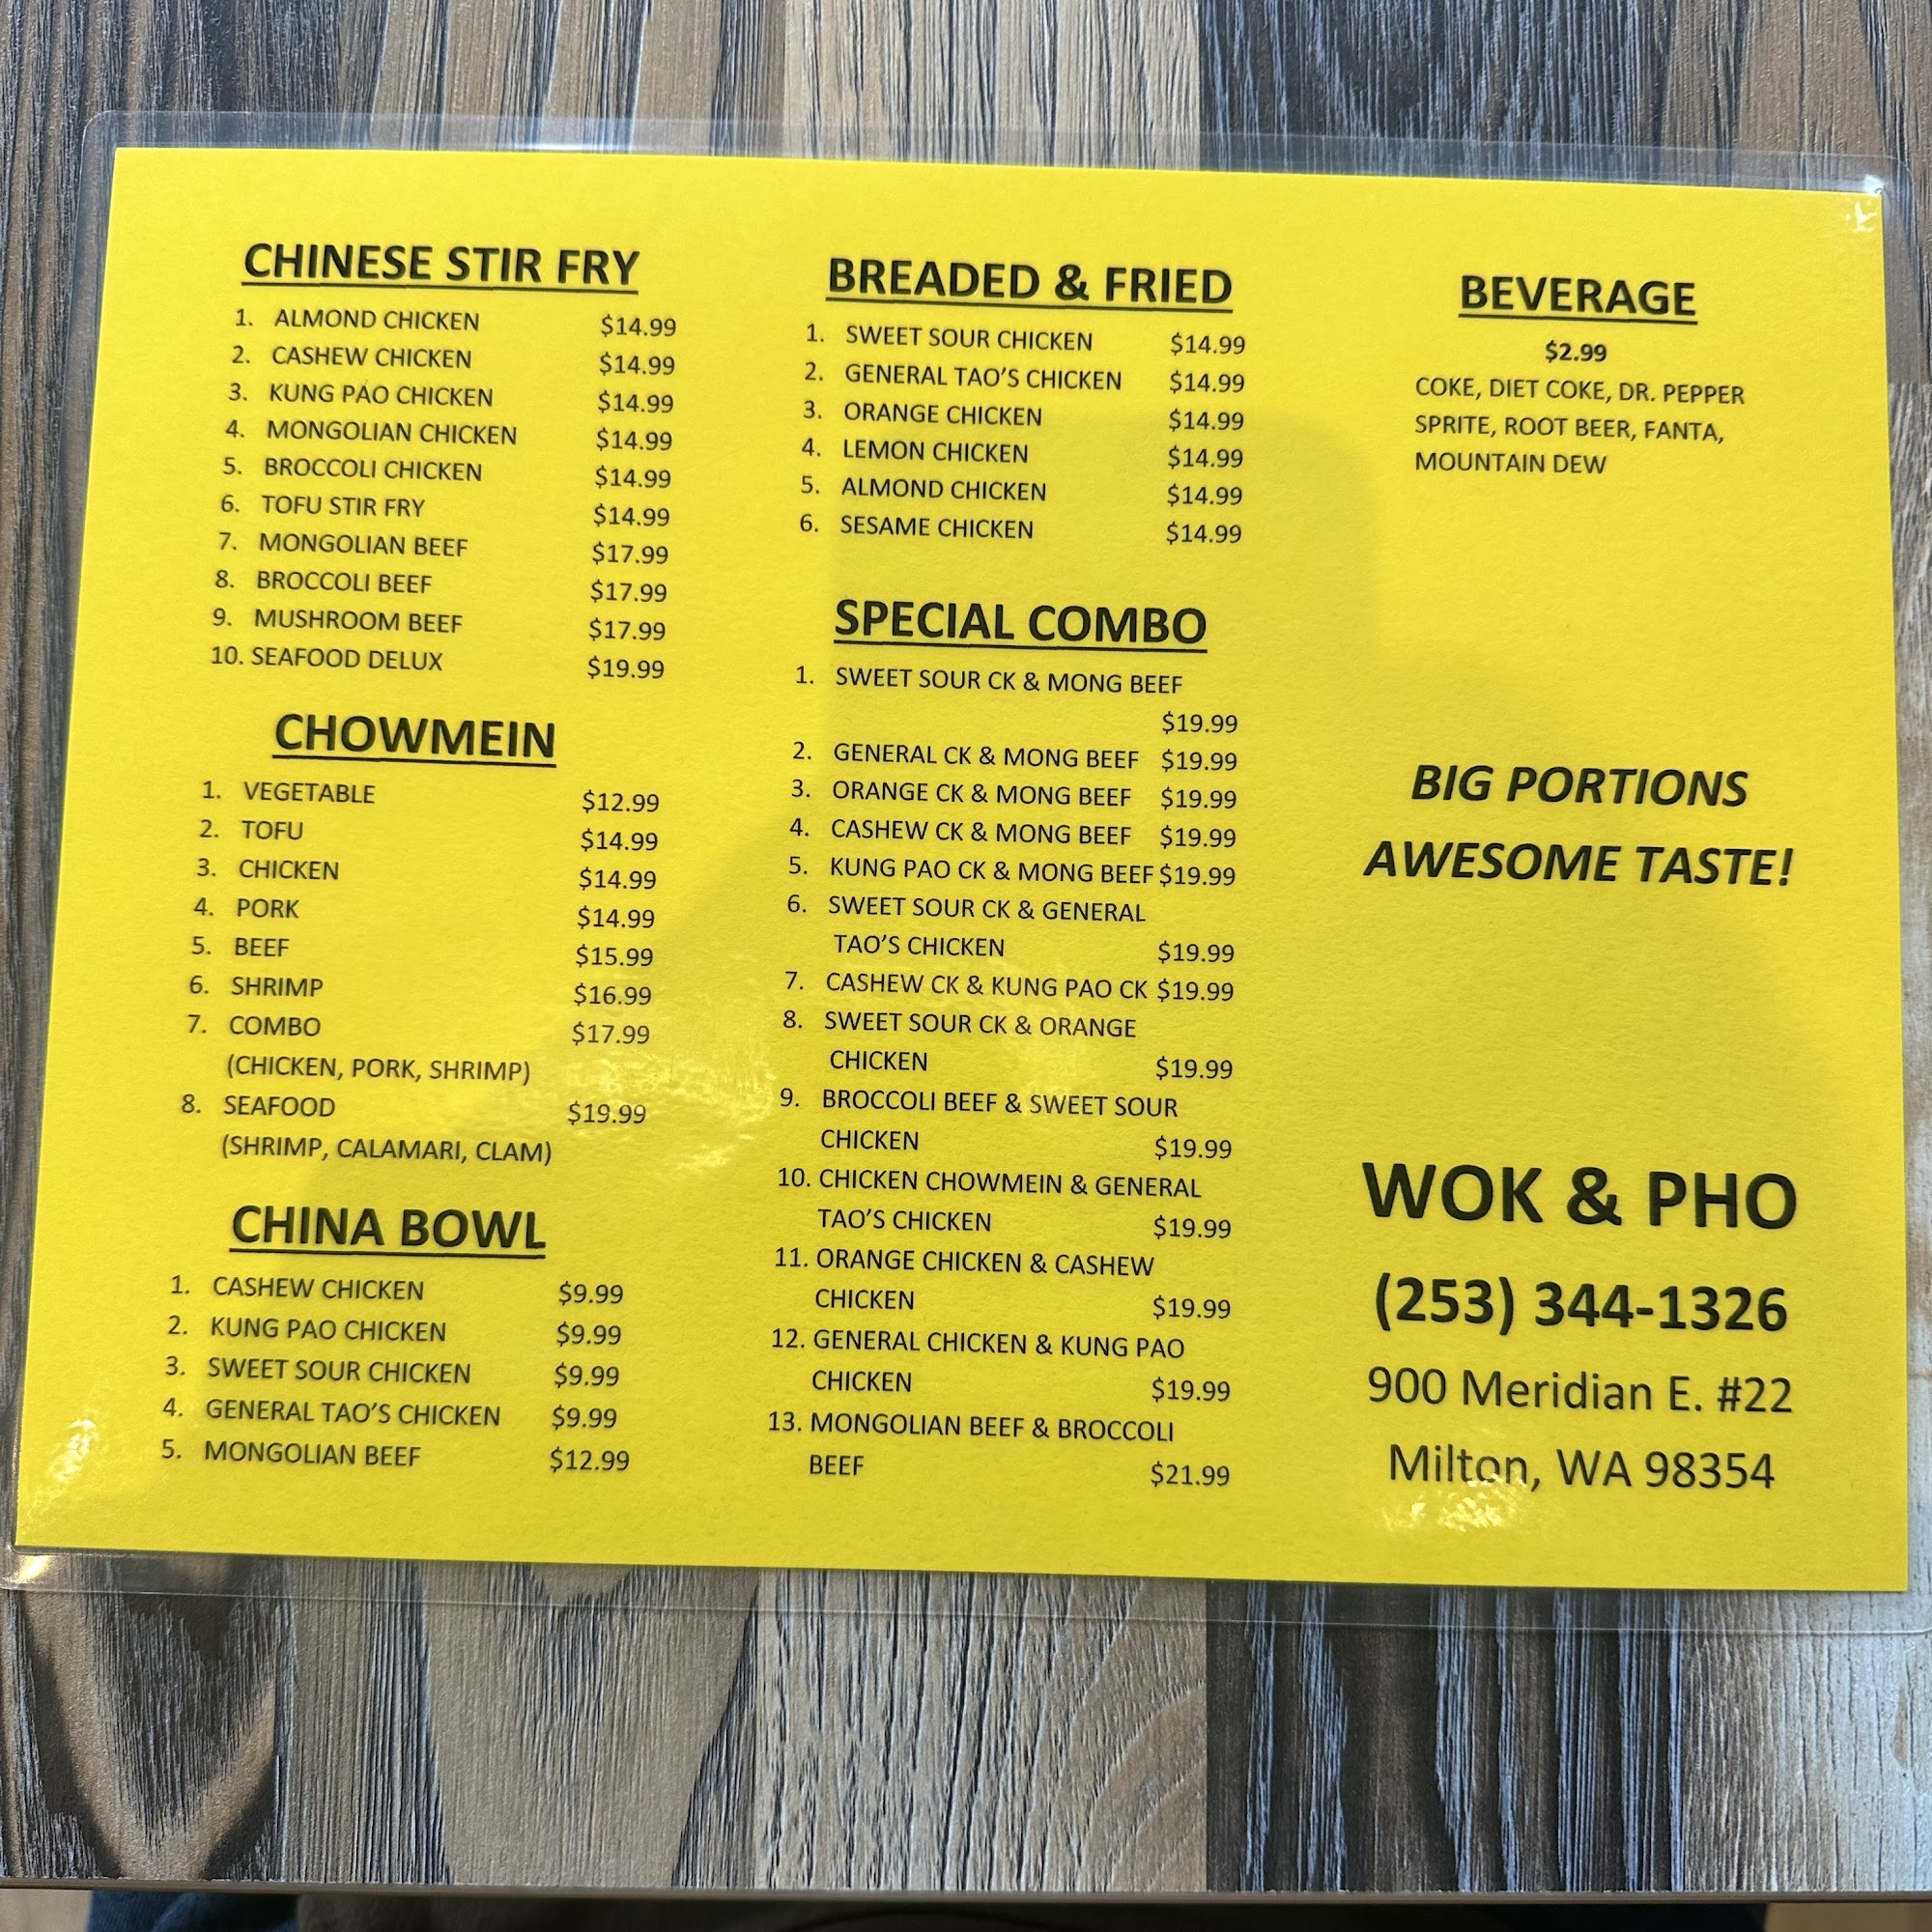 CHINESE STIR FRY
1. ALMOND CHICKEN $14.99
2. CASHEW CHICKEN $14.99
3. KUNG PAO CHICKEN $14.99
4. MONGOLIAN CHICKEN $14.99
5. BROCCOLI CHICKEN $14.99
6. TOFU STIR FRY $14.99
7. MONGOLIAN BEEF $17.99
8. BROCCOLI BEEF $17.99
9. MUSHROOM BEEF $17.99
10. SEAFOOD DELUX $19.99
CHOWMEIN
1. VEGETABLE $12.99
2. TOFU $14.99
3. CHICKEN $14.99
4. PORK $14.99
5. BEEF $15.99
6. SHRIMP $16.99
7. COMBO $17.99
(CHICKEN, PORK, SHRIMP)
8. SEAFOOD $19.99
(SHRIMP, CALAMARI, CLAM)
CHINA BOWL
1. CASHEW CHICKEN $9.99
2. KUNG PAO CHICKEN $9.99
3. SWEET SOUR CHICKEN $9.99
4. GENERAL TAO'S CHICKEN $9.99
5. MONGOLIAN BEEF $12.99
BREADED & FRIED
1. SWEET SOUR CHICKEN $14.99
2. GENERAL TAO'S CHICKEN $14.99
3. ORANGE CHICKEN $14.99
4. LEMON CHICKEN $14.99
5. ALMOND CHICKEN $14.99
6. SESAME CHICKEN $14.99
SPECIAL COMBO
1. SWEET SOUR CK & MONG BEEF
$19.99
2. GENERAL CK & MONG BEEF $19.99
3. ORANGE CK & MONG BEEF $19.99
4. CASHEW CK & MONG BEEF $19.99
5. KUNG PAO CK & MONG BEEF $19.99
6. SWEET SOUR CK & GENERAL
TAO'S CHICKEN $19.99
7. CASHEW CK & KUNG PAO CK $19.99
8. SWEET SOUR CK & ORANGE
CHICKEN $19.99
9. BROCCOLI BEEF & SWEET SOUR
CHICKEN $19.99
10. CHICKEN CHOWMEIN & GENERAL
TAO'S CHICKEN $19.99
11. ORANGE CHICKEN & CASHEW
CHICKEN $19.99
12. GENERAL CHICKEN & KUNG PAO
CHICKEN $19.99
13. MONGOLIAN BEEF & BROCCOLI
BEEF $21.99
BEVERAGE
$2.99
COKE, DIET COKE, DR. PEPPER
SPRITE, ROOT BEER, FANTA,
MOUNTAIN DEW
BIG PORTIONS
AWESOME TASTE!
WOK & PHO
(253) 344-1326
900 Meridian E. #22
Milton, WA 98354